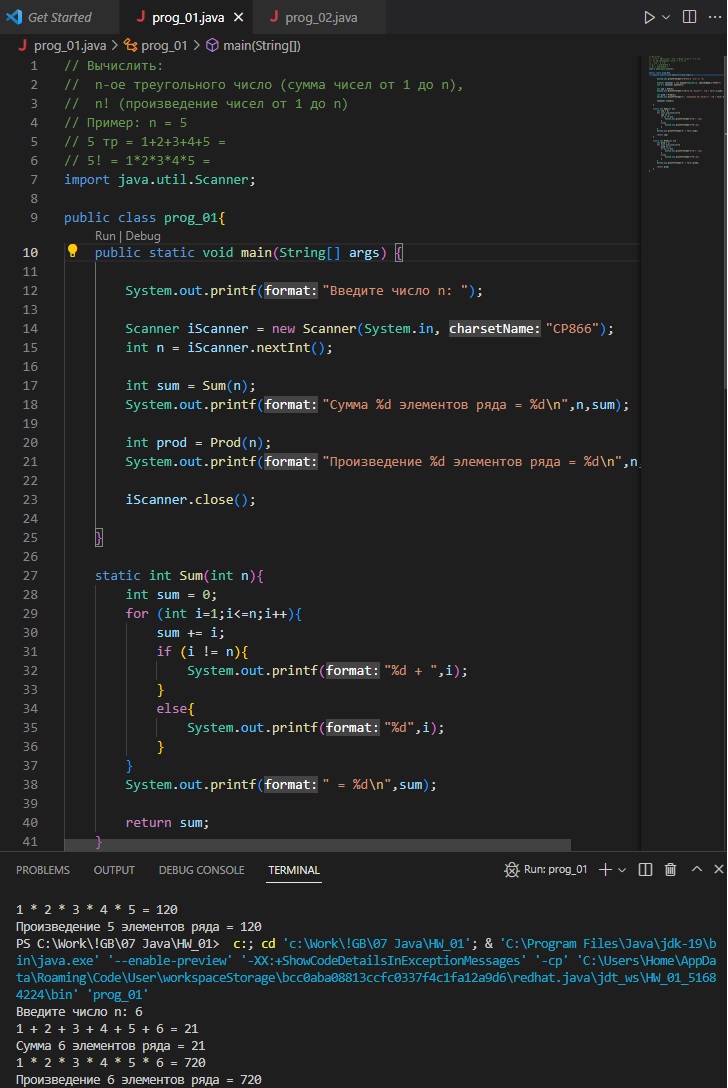 Get Started
prog_01.java
prog_02.java
prog_01.java > prog_01 > main(String[])
1 // Вычислить:
2 // n-ое треугольного число (сумма чисел от 1 до n),
3 // n! (произведение чисел от 1 до n)
4 // Пример: n = 5
5 // 5 тр = 1+2+3+4+5 =
6 // 5! = 1*2*3*4*5 =
7 import java.util.Scanner;
8
9 public class prog_01{
Run | Debug
10 public static void main(String[] args) {
11
12 System.out.printf(format:"Введите число n: ");
13
14 Scanner iScanner = new Scanner(System.in, charsetName:"CP866");
15 int n = iScanner.nextInt();
16
17 int sum = Sum(n);
18 System.out.printf(format:"Сумма %d элементов ряда = %d\n",n,sum);
19
20 int prod = Prod(n);
21 System.out.printf(format:"Произведение %d элементов ряда = %d\n",n,
22
23 iScanner.close();
24
25 }
26
27 static int Sum(int n){
28 int sum = 0;
29 for (int i=1;i<=n;i++){
30 sum += i;
31 if (i != n){
32 System.out.printf(format:"%d + ",i);
33 }
34 else{
35 System.out.printf(format:"%d",i);
36 }
37 }
38 System.out.printf(format:" = %d\n",sum);
39
40 return sum;
41 }
PROBLEMS OUTPUT DEBUG CONSOLE TERMINAL Run: prog_01
1 * 2 * 3 * 4 * 5 = 120
Произведение 5 элементов ряда = 120
PS C:\Work\!GB\07 Java\HW_01> c:; cd 'c:\Work\!GB\07 Java\HW_01'; & 'C:\Program Files\Java\jdk-19\b
in\java.exe' '--enable-preview' '-XX:+ShowCodeDetailsInExceptionMessages' '-cp' 'C:\Users\Home\AppDa
ta\Roaming\Code\User\workspaceStorage\bcc0aba08813ccfc0337f4c1fa12a9d6\redhat.java\jdt_ws\HW_01_5168
4224\bin' 'prog_01'
Введите число n: 6
1 + 2 + 3 + 4 + 5 + 6 = 21
Сумма 6 элементов ряда = 21
1 * 2 * 3 * 4 * 5 * 6 = 720
Произведение 6 элементов ряда = 720